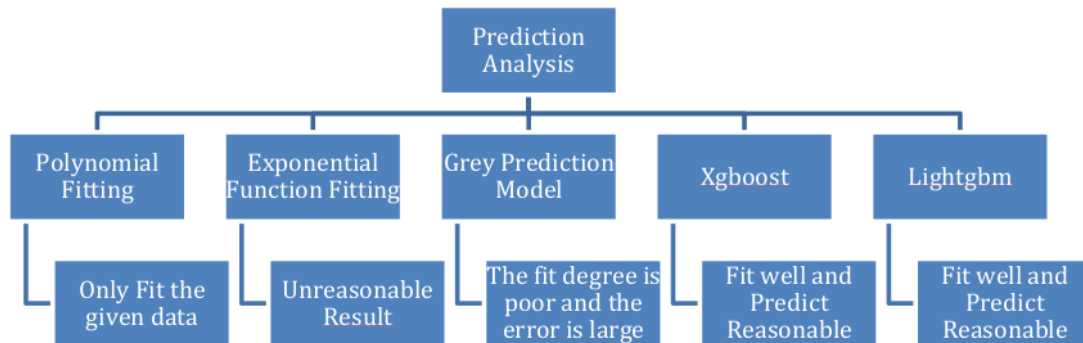 Prediction
Analysis
Polynomial
Fitting
Exponential
Function Fitting
Grey Prediction
Model
Xgboost
Lightgbm
Only Fit the
given data
Unreasonable
Result
The fit degree is
poor and the
error is large
Fit well and
Predict
Reasonable
Fit well and
Predict
Reasonable